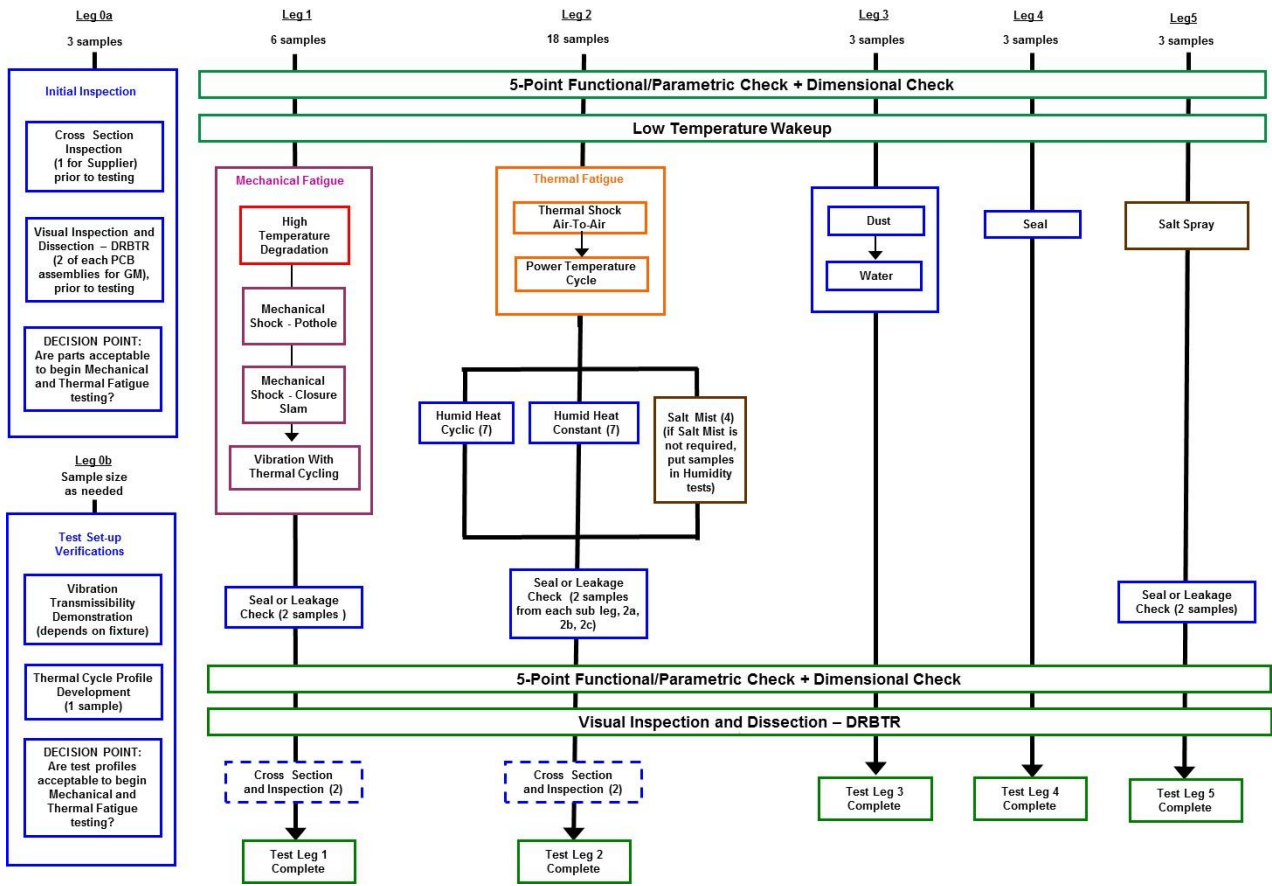 Leg 0a
3 samples
Initial Inspection
Cross Section
Inspection
(1 for Supplier)
prior to testing
Visual Inspection and
Dissection – DRBTR
(2 of each PCB
assemblies for GM),
prior to testing
DECISION POINT:
Are parts acceptable
to begin Mechanical
and Thermal Fatigue
testing?
Leg 0b
Sample size
as needed
Test Set-up
Verifications
Vibration
Transmissibility
Demonstration
(depends on fixture)
Thermal Cycle Profile
Development
(1 sample)
DECISION POINT:
Are test profiles
acceptable to begin
Mechanical and
Thermal Fatigue
testing?
Leg 1
6 samples
Leg 2
18 samples
Leg 3
3 samples
Leg 4
3 samples
Leg5
3 samples
5-Point Functional/Parametric Check + Dimensional Check
Low Temperature Wakeup
Mechanical Fatigue
High
Temperature
Degradation
Mechanical
Shock - Pothole
Mechanical
Shock - Closure
Slam
Vibration With
Thermal Cycling
Seal or Leakage
Check (2 samples )
Thermal Fatigue
Thermal Shock
Air-To-Air
Power Temperature
Cycle
Humid Heat
Cyclic (7)
Humid Heat
Constant (7)
Salt Mist (4)
(if Salt Mist is
not required,
put samples
in Humidity
tests)
Seal or Leakage
Check (2 samples
from each sub leg, 2a,
2b, 2c)
Dust
Water
Seal
Salt Spray
Seal or Leakage
Check (2 samples)
5-Point Functional/Parametric Check + Dimensional Check
Visual Inspection and Dissection – DRBTR
Cross Section
and Inspection (2)
Test Leg 1
Complete
Cross Section
and Inspection (2)
Test Leg 2
Complete
Test Leg 3
Complete
Test Leg 4
Complete
Test Leg 5
Complete